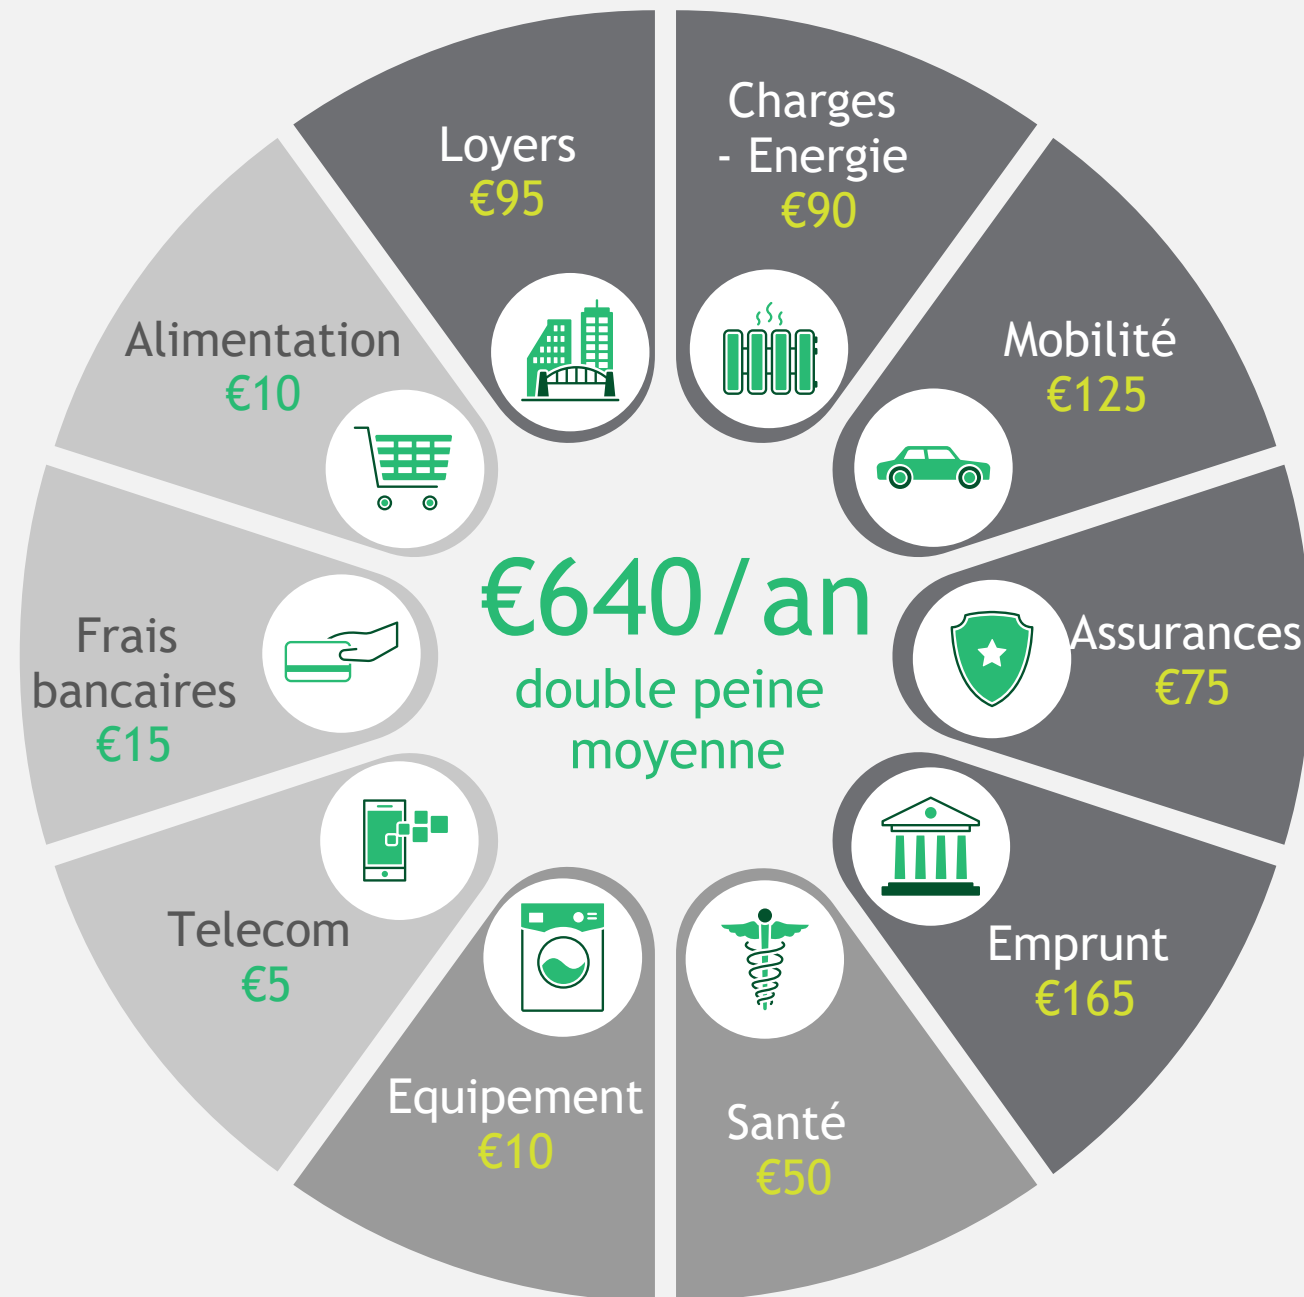 Loyers
€95
Charges
- Energie
€90
Mobilité
€125
Assurances
€75
Emprunt
€165
Santé
€50
Equipement
€10
Telecom
€5
Frais
bancaires
€15
Alimentation
€10
€640/an
double peine
moyenne